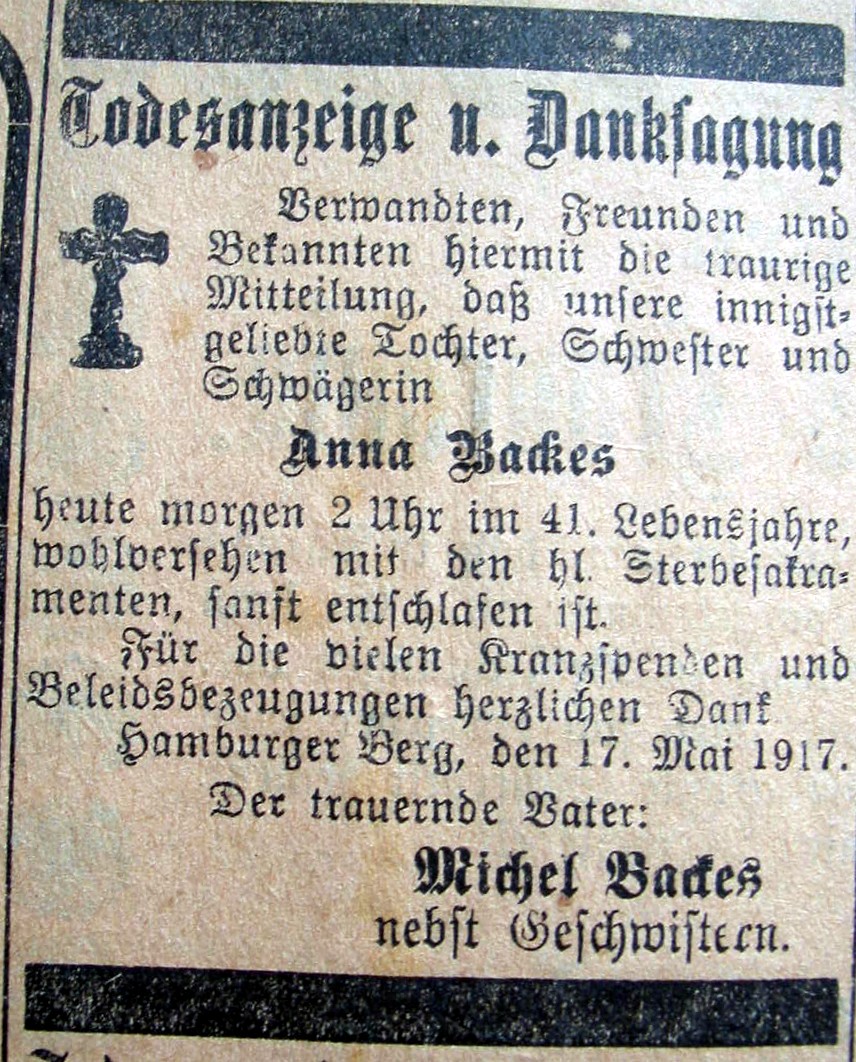 Todesanzeige u. Danksagung
Verwandten, Freunden und
Bekannten hiermit die traurige
Mitteilung, daß unsere innigst-
geliebte Tochter, Schwester und
Schwägerin
Anna Backes
heute morgen 2 Uhr im 41. Lebensjahre,
wohlversehen mit den hl. Sterbesakra-
menten, sanft entschlafen ist.
Für die vielen Kranzspenden und
Beleidsbezeugungen herzlichen Dank
Hamburger Berg, den 17. Mai 1917.
Der trauernde Vater:
Michel Backes
nebst Geschwistern.